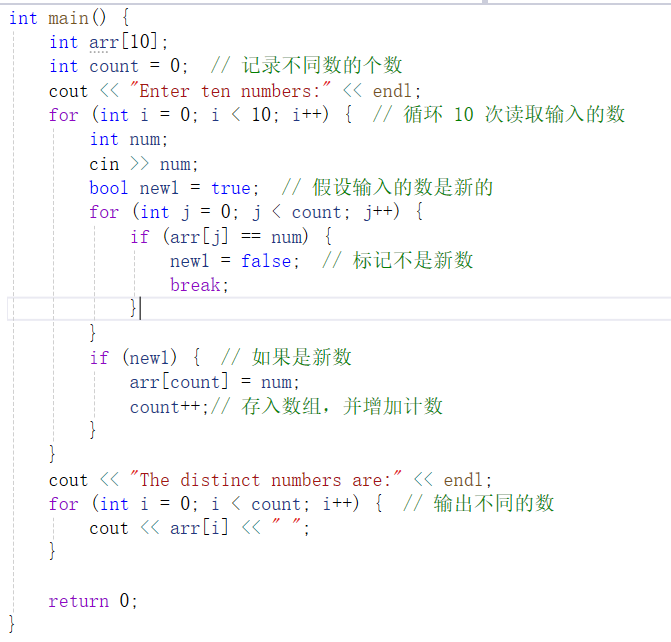 int main() {
    int arr[10];
    int count = 0;  // 记录不同数的个数
    cout << "Enter ten numbers:" << endl;
    for (int i = 0; i < 10; i++) {  // 循环 10 次读取输入的数
        int num;
        cin >> num;
        bool new1 = true;  // 假设输入的数是新的
        for (int j = 0; j < count; j++) {
            if (arr[j] == num) {
                new1 = false;  // 标记不是新数
                break;
            }
        }
        if (new1) {  // 如果是新数
            arr[count] = num;
            count++;// 存入数组，并增加计数
        }
    }
    cout << "The distinct numbers are:" << endl;
    for (int i = 0; i < count; i++) {  // 输出不同的数
        cout << arr[i] << " ";
    }

    return 0;
}